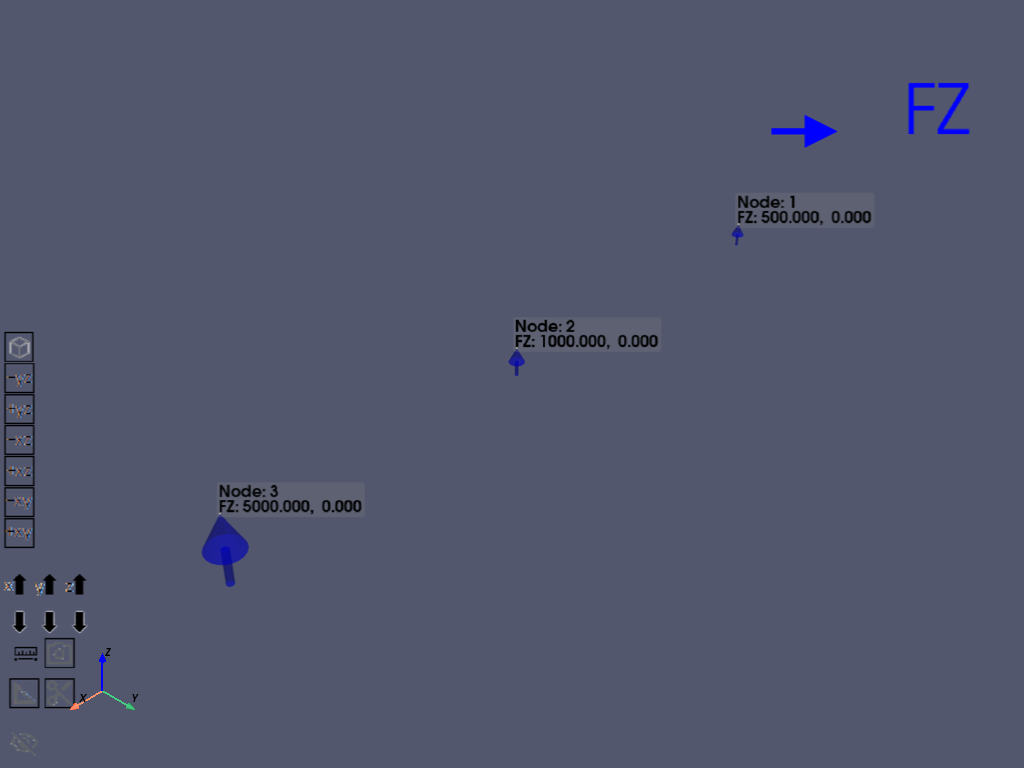 FZ
Node: 1
FZ: 500.000, 0.000
Node: 2
FZ: 1000.000, 0.000
Node: 3
FZ: 5000.000, 0.000
-yz
+yz
-xz
+xz
-xy
+xy
x y z
Z
X
Y